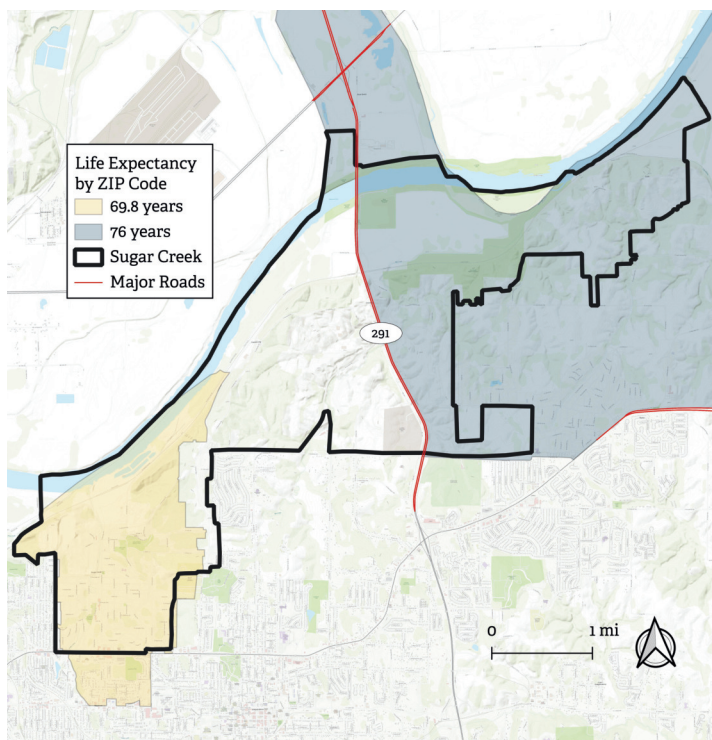 Life Expectancy
by ZIP Code
69.8 years
76 years
Sugar Creek
Major Roads
291
0 1 mi